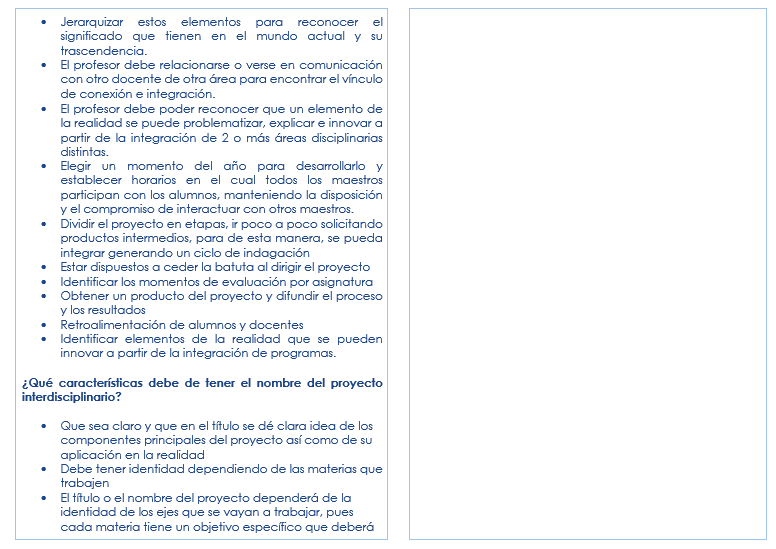 • Jerarquizar estos elementos para reconocer el
significado que tienen en el mundo actual y su
trascendencia.
• El profesor debe relacionarse o verse en comunicación
con otro docente de otra área para encontrar el vínculo
de conexión e integración.
• El profesor debe poder reconocer que un elemento de
la realidad se puede problematizar, explicar e innovar a
partir de la integración de 2 o más áreas disciplinarias
distintas.
• Elegir un momento del año para desarrollarlo y
establecer horarios en el cual todos los maestros
participan con los alumnos, manteniendo la disposición
y el compromiso de interactuar con otros maestros.
• Dividir el proyecto en etapas, ir poco a poco solicitando
productos intermedios, para de esta manera, se pueda
integrar generando un ciclo de indagación
• Estar dispuestos a ceder la batuta al dirigir el proyecto
• Identificar los momentos de evaluación por asignatura
• Obtener un producto del proyecto y difundir el proceso
y los resultados
• Retroalimentación de alumnos y docentes
• Identificar elementos de la realidad que se pueden
innovar a partir de la integración de programas.
¿Qué características debe de tener el nombre del proyecto
interdisciplinario?
• Que sea claro y que en el título se dé clara idea de los
componentes principales del proyecto así como de su
aplicación en la realidad
• Debe tener identidad dependiendo de las materias que
trabajen
• El título o el nombre del proyecto dependerá de la
identidad de los ejes que se vayan a trabajar, pues
cada materia tiene un objetivo específico que deberá